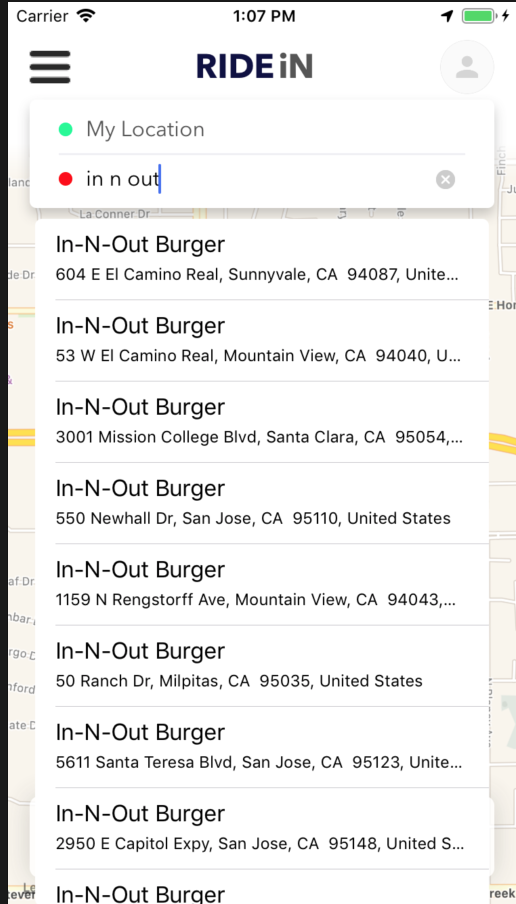 Carrier 1:07 PM
RIDE iN
My Location
in n out
La Conner Dr
In-N-Out Burger
604 E El Camino Real, Sunnyvale, CA 94087, Unite...
In-N-Out Burger
53 W El Camino Real, Mountain View, CA 94040, U...
In-N-Out Burger
3001 Mission College Blvd, Santa Clara, CA 95054,...
In-N-Out Burger
550 Newhall Dr, San Jose, CA 95110, United States
In-N-Out Burger
1159 N Rengstorff Ave, Mountain View, CA 94043,...
In-N-Out Burger
50 Ranch Dr, Milpitas, CA 95035, United States
In-N-Out Burger
5611 Santa Teresa Blvd, San Jose, CA 95123, Unite...
In-N-Out Burger
2950 E Capitol Expy, San Jose, CA 95148, United S...
In-N-Out Burger